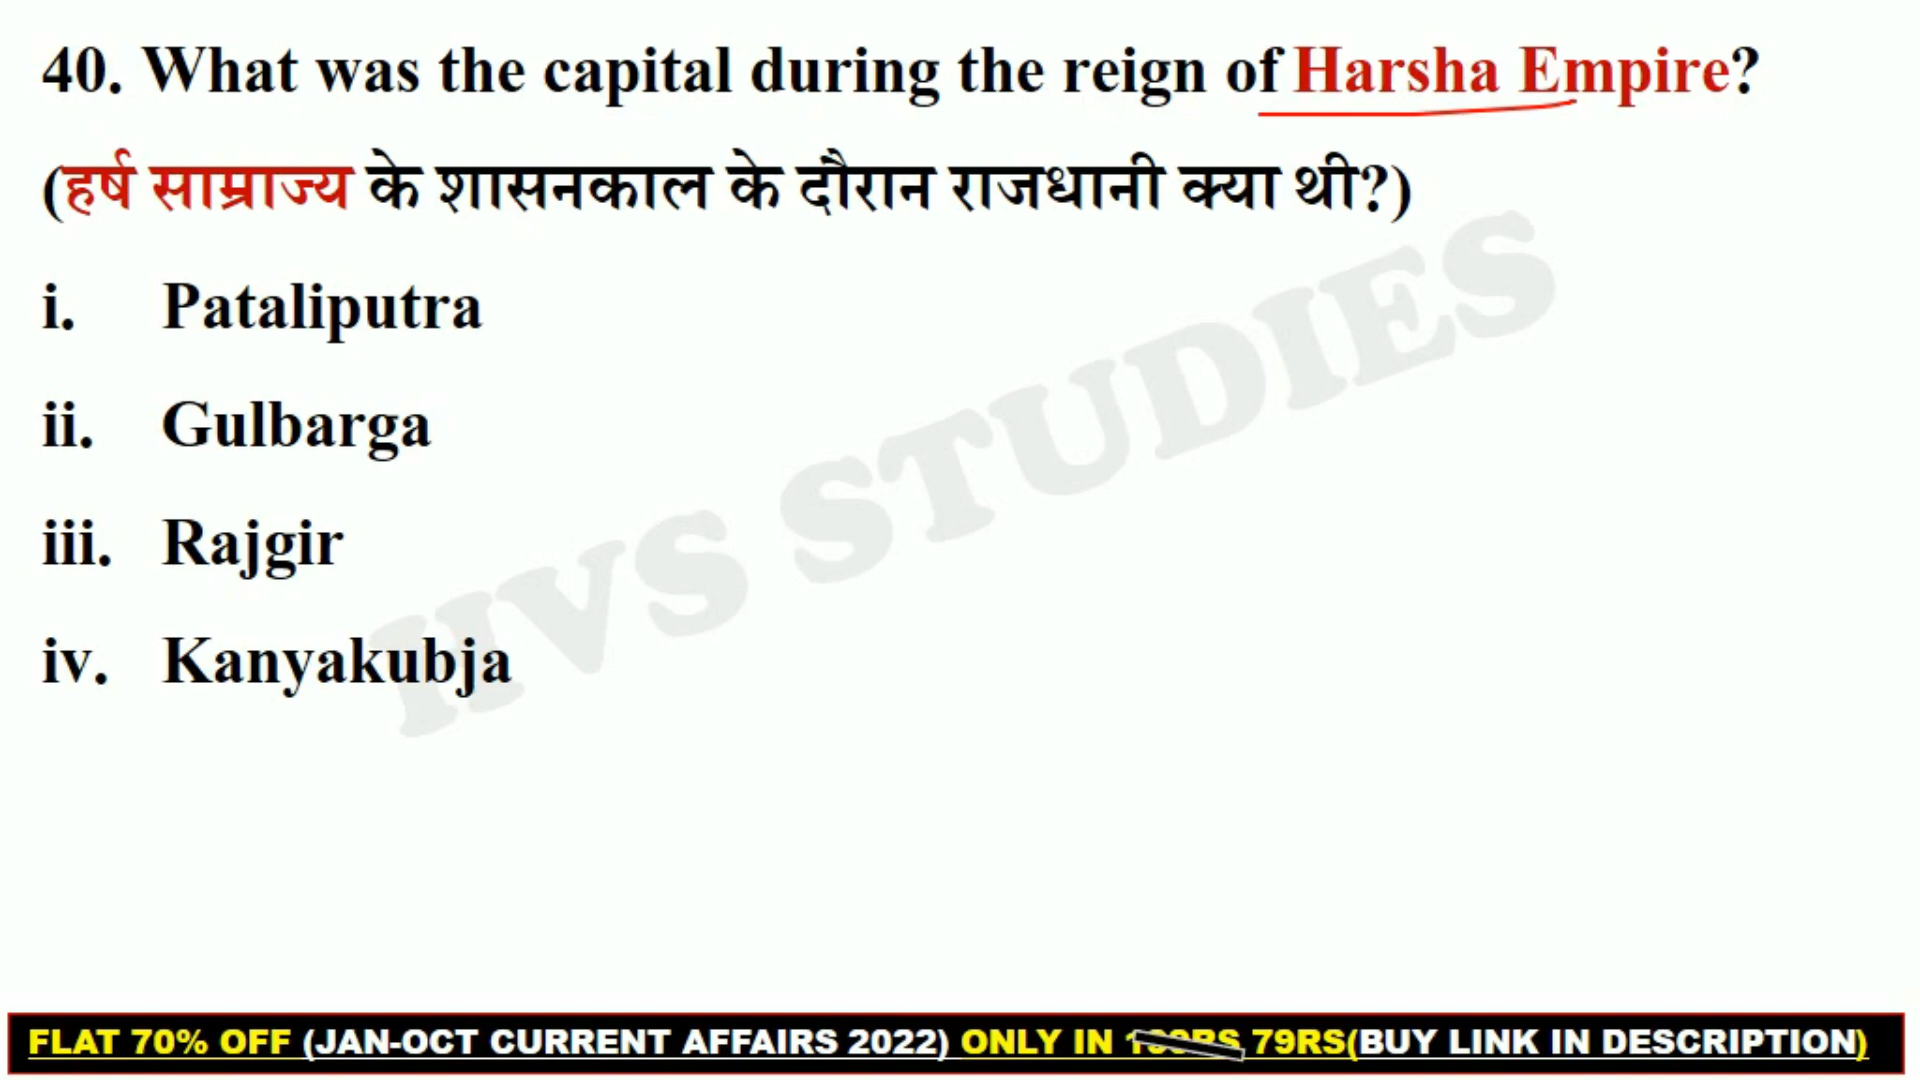 40. What was the capital during the reign of Harsha Empire?
(हर्ष साम्राज्य के शासनकाल के दौरान राजधानी क्या थी?)
i. Pataliputra
ii. Gulbarga
iii. Rajgir
iv. Kanyakubja
HVS STUDIES
FLAT 70% OFF (JAN-OCT CURRENT AFFAIRS 2022) ONLY IN 79RS(BUY LINK IN DESCRIPTION)